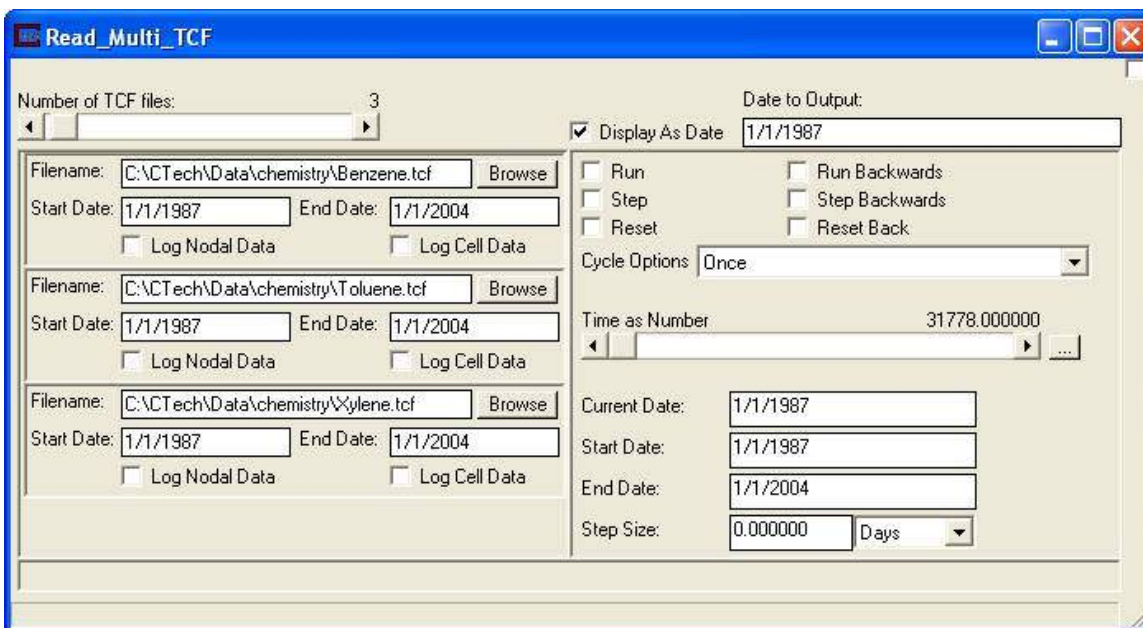 Read_Multi_TCF
Number of TCF files: 3
Date to Output:
Display As Date 1/1/1987
Filename: C:\CTech\Data\chemistry\Benzene.tcf Browse
Start Date: 1/1/1987 End Date: 1/1/2004
Log Nodal Data Log Cell Data
Filename: C:\CTech\Data\chemistry\Toluene.tcf Browse
Start Date: 1/1/1987 End Date: 1/1/2004
Log Nodal Data Log Cell Data
Filename: C:\CTech\Data\chemistry\Xylene.tcf Browse
Start Date: 1/1/1987 End Date: 1/1/2004
Log Nodal Data Log Cell Data
Run Run Backwards
Step Step Backwards
Reset Reset Back
Cycle Options Once
Time as Number 31778.000000
...
Current Date: 1/1/1987
Start Date: 1/1/1987
End Date: 1/1/2004
Step Size: 0.000000 Days